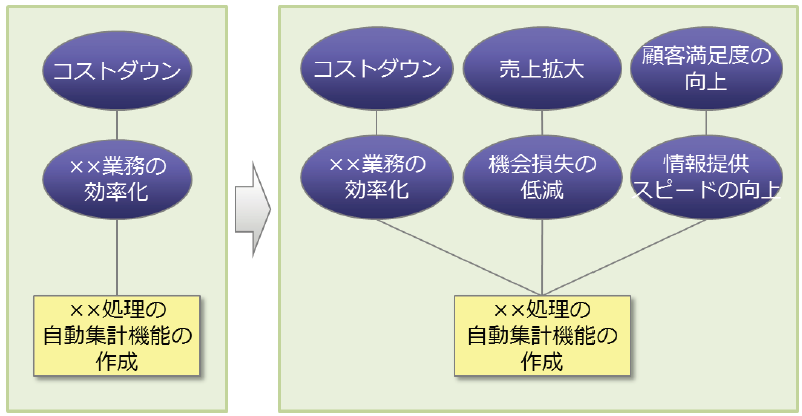 コストダウン
××業務の
効率化
××処理の
自動集計機能の
作成
コストダウン
売上拡大
顧客満足度の
向上
××業務の
効率化
機会損失の
低減
情報提供
スピードの向上
××処理の
自動集計機能の
作成